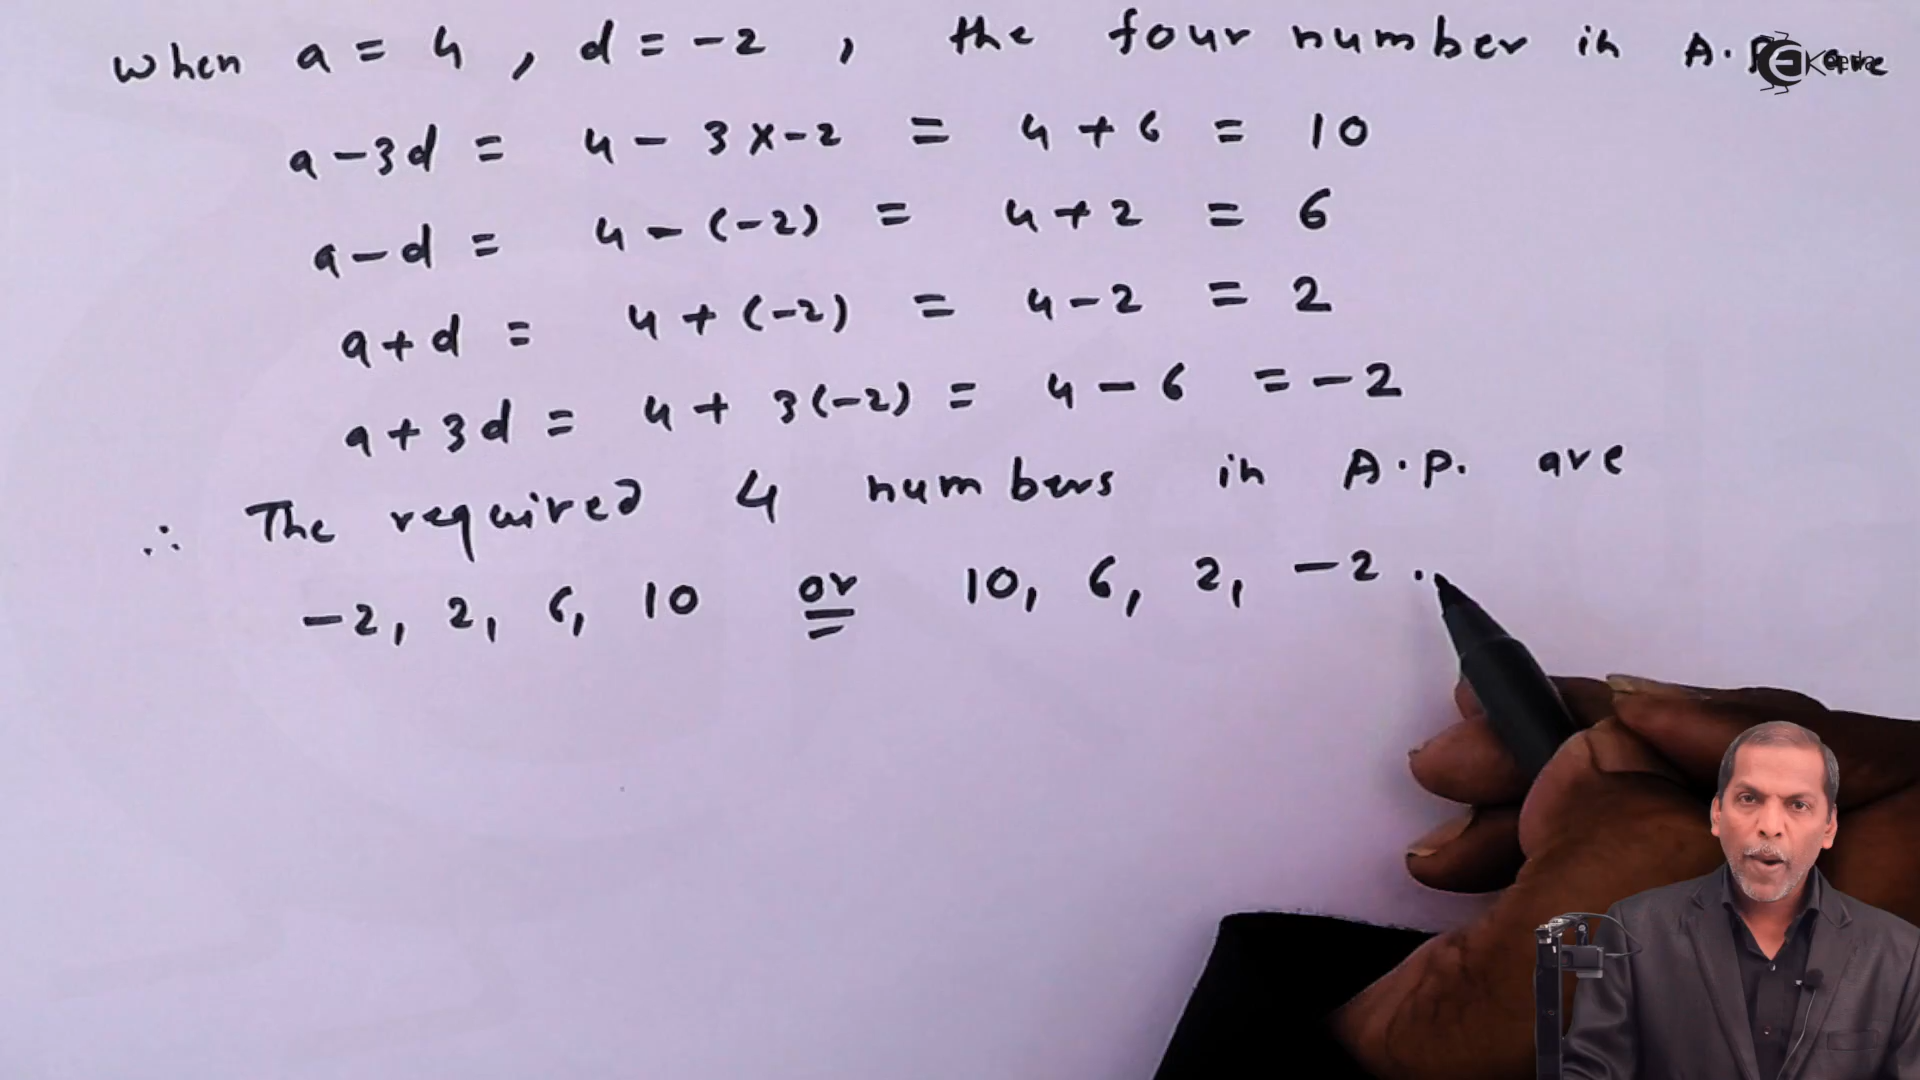 when a = 4 , d = -2 , the four number in A.P. are
a - 3d = 4 - 3 x -2 = 4 + 6 = 10
a - d = 4 - (-2) = 4 + 2 = 6
a + d = 4 + (-2) = 4 - 2 = 2
a + 3d = 4 + 3(-2) = 4 - 6 = -2
∴ The required 4 numbers in A.P. are
-2, 2, 6, 10 or 10, 6, 2, -2 .